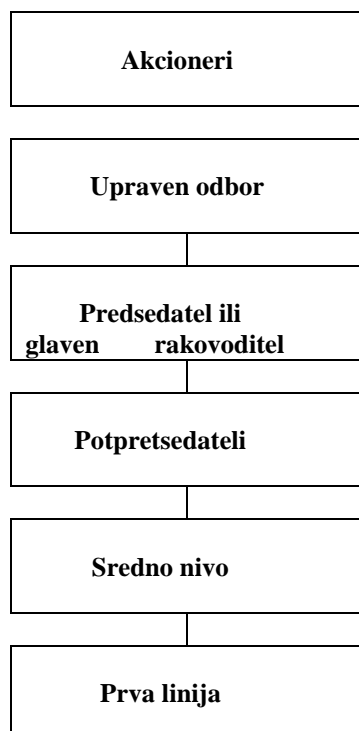 Akcioneri
Upraven odbor
Predsedatel ili
glaven rakovoditel
Potpretsedateli
Sredno nivo
Prva linija